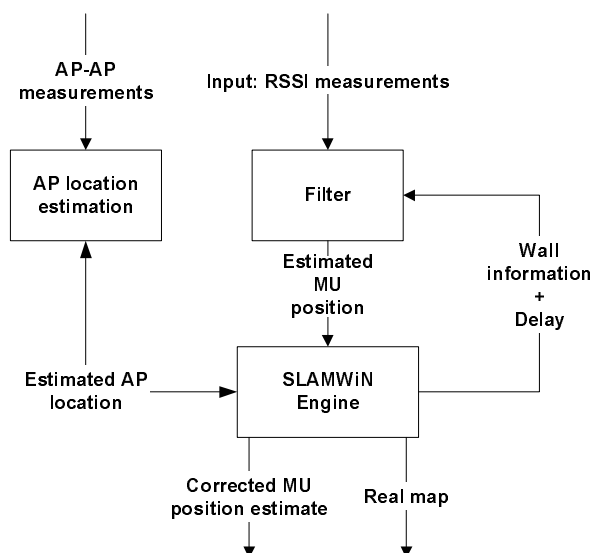 AP-AP
measurements
Input: RSSI measurements
AP location
estimation
Filter
Estimated
MU
position
Wall
information
+
Delay
Estimated AP
location
SLAMWiN
Engine
Corrected MU
position estimate
Real map